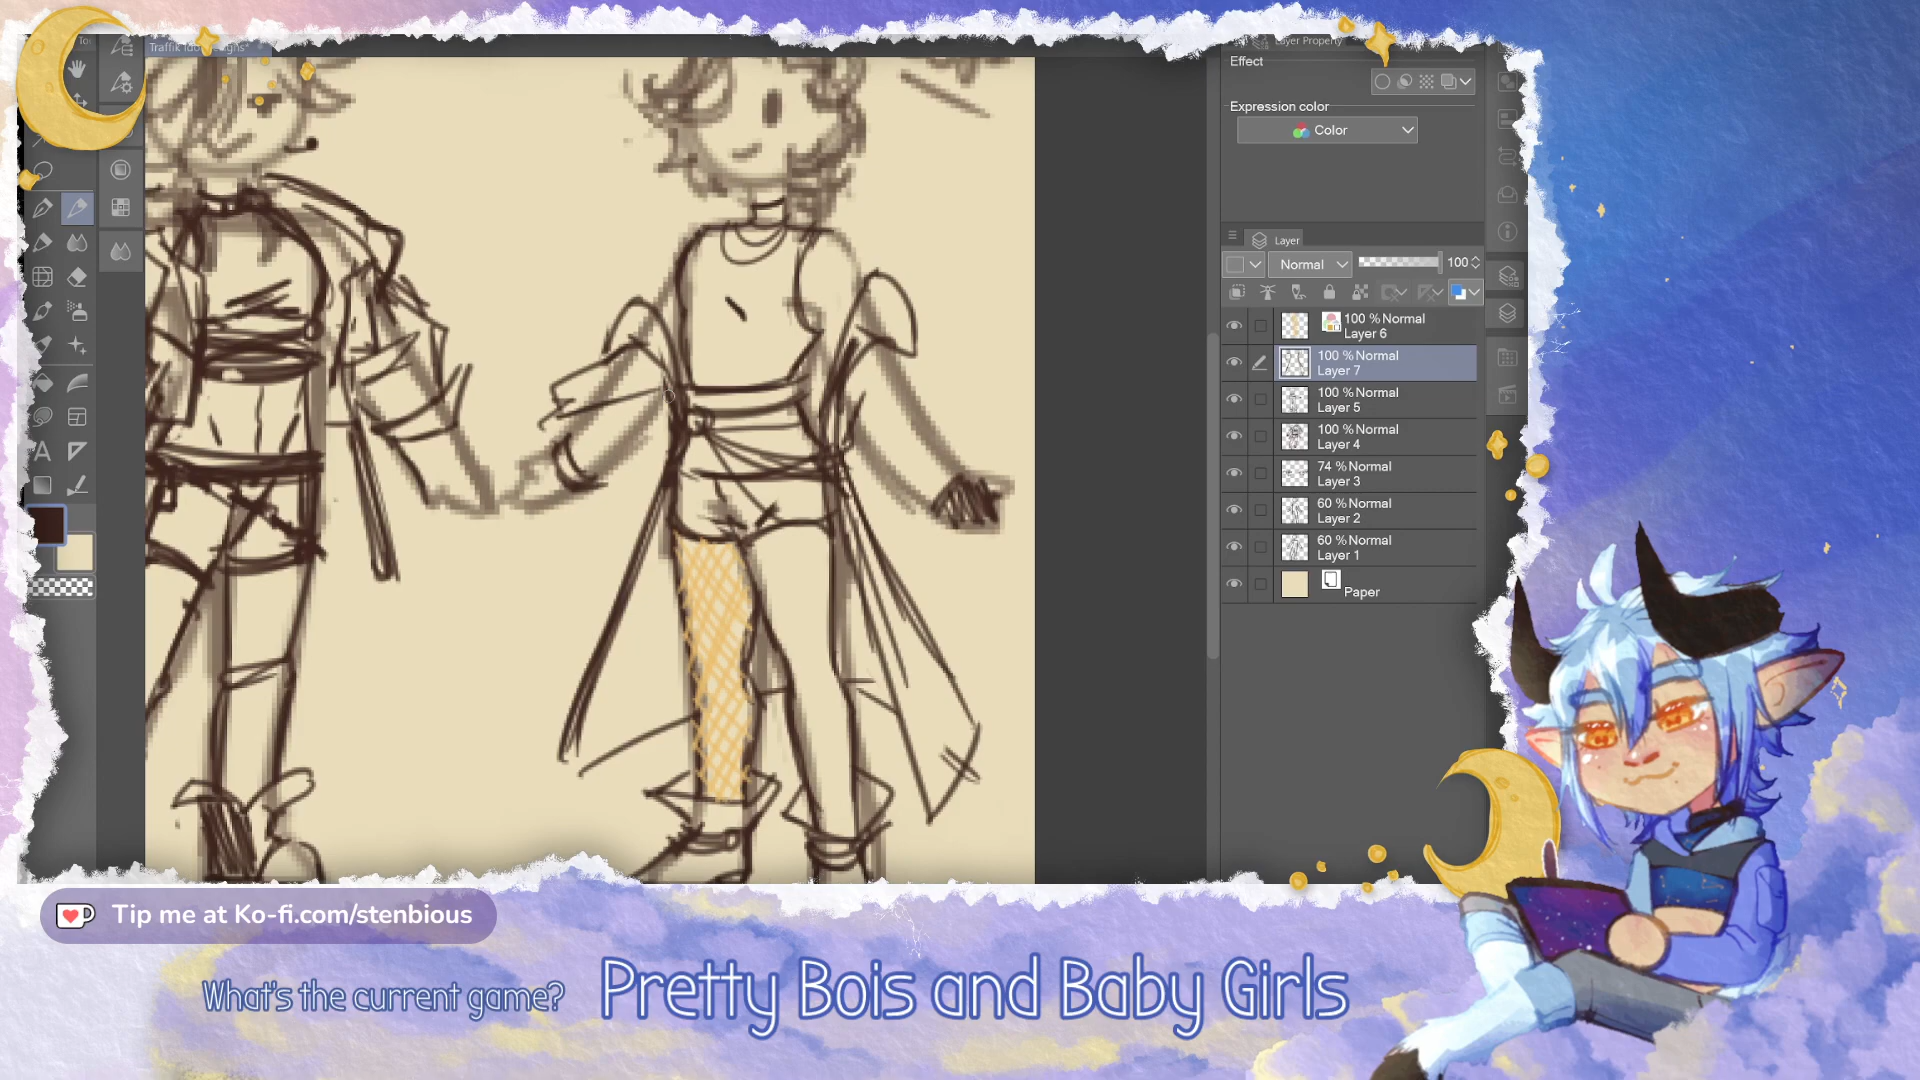 Layer Property
Effect
Expression color
Color
Layer
Normal
100
100 %Normal
Layer 6
100 %Normal
Layer 7
100 %Normal
Layer 5
100 %Normal
Layer 4
74 %Normal
Layer 3
60 %Normal
Layer 2
60 %Normal
Layer 1
Paper
Tip me at Ko-fi.com/stenbious
What's the current game?
Pretty Bois and Baby Girls